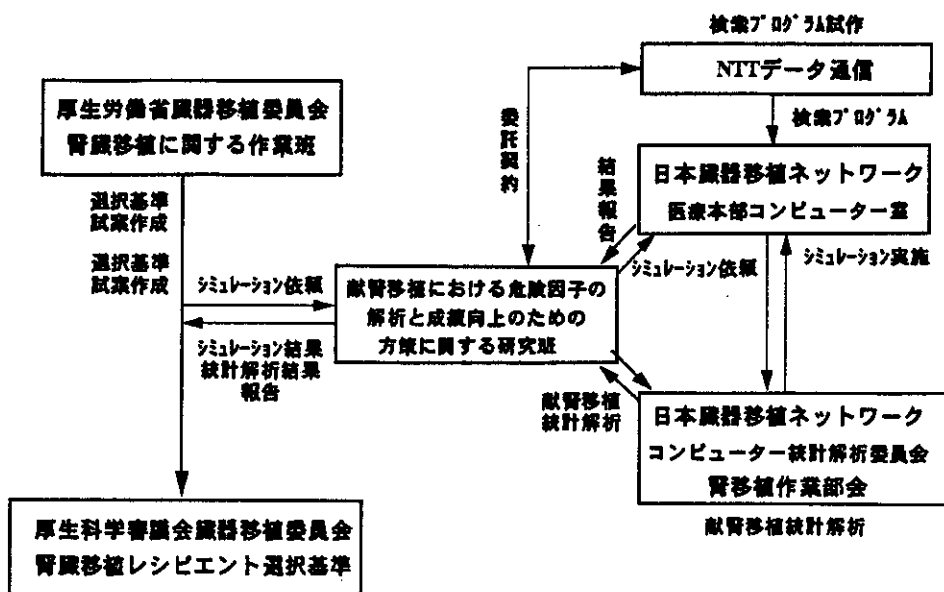 検索ﾌﾟﾛｸﾞﾗﾑ試作
NTTデータ通信
厚生労働省臓器移植委員会
腎臓移植に関する作業班
委託契約
検索ﾌﾟﾛｸﾞﾗﾑ
結果報告
日本臓器移植ネットワーク
医療本部コンピューター室
選択基準
試案作成
選択基準
試案作成
ｼﾐｭﾚｰｼｮﾝ依頼
献腎移植における危険因子の
解析と成績向上のための
方策に関する研究班
ｼﾐｭﾚｰｼｮﾝ依頼
ｼﾐｭﾚｰｼｮﾝ実施
ｼﾐｭﾚｰｼｮﾝ結果
統計解析結果
報告
献腎移植
統計解析
日本臓器移植ネットワーク
コンピューター統計解析委員会
腎移植作業部会
献腎移植統計解析
厚生科学審議会臓器移植委員会
腎臓移植レシピエント選択基準